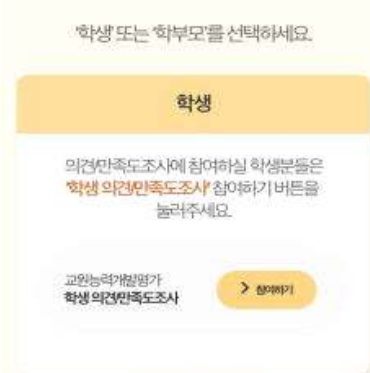 '학생' 또는 '학부모'를 선택하세요.
학생
의견/만족도조사에 참여하실 학생분들은
'학생 의견/만족도조사' 참여하기 버튼을
눌러주세요.
교원능력개발평가
학생 의견/만족도조사
> 참여하기